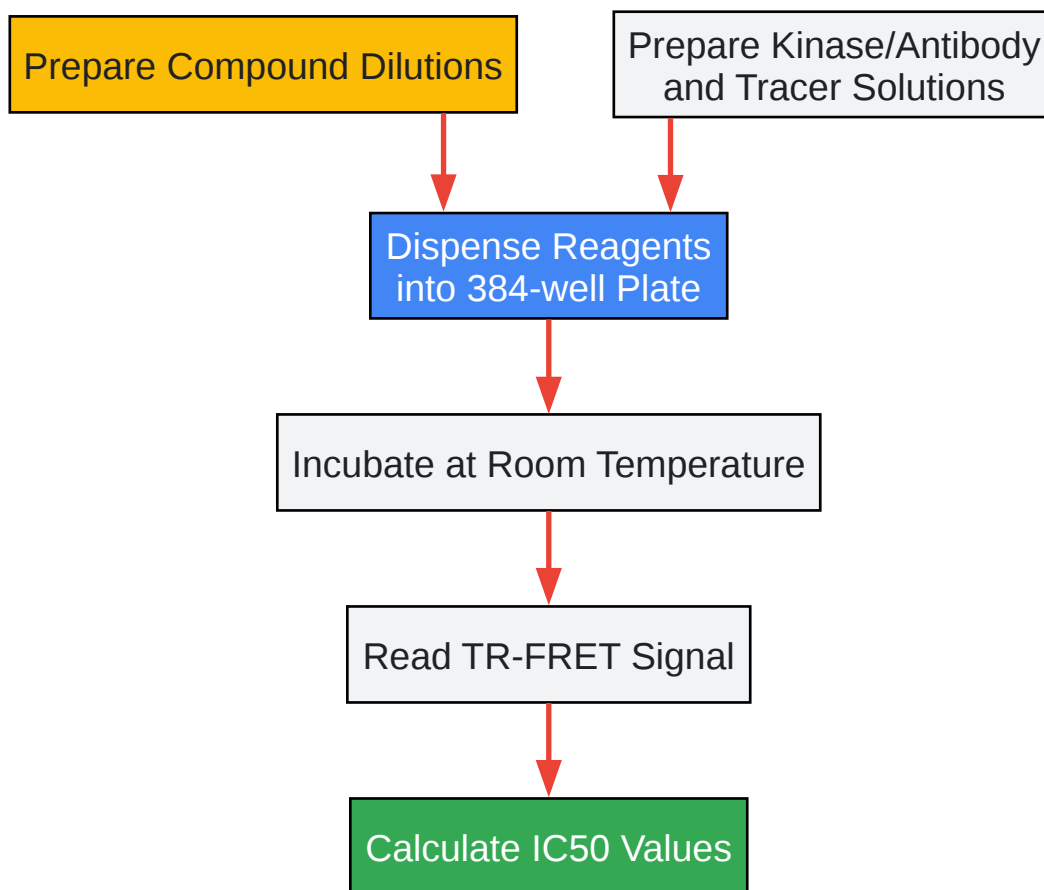 Prepare Compound Dilutions
Prepare Kinase/Antibody
and Tracer Solutions
Dispense Reagents
into 384-well Plate
Incubate at Room Temperature
Read TR-FRET Signal
Calculate IC50 Values